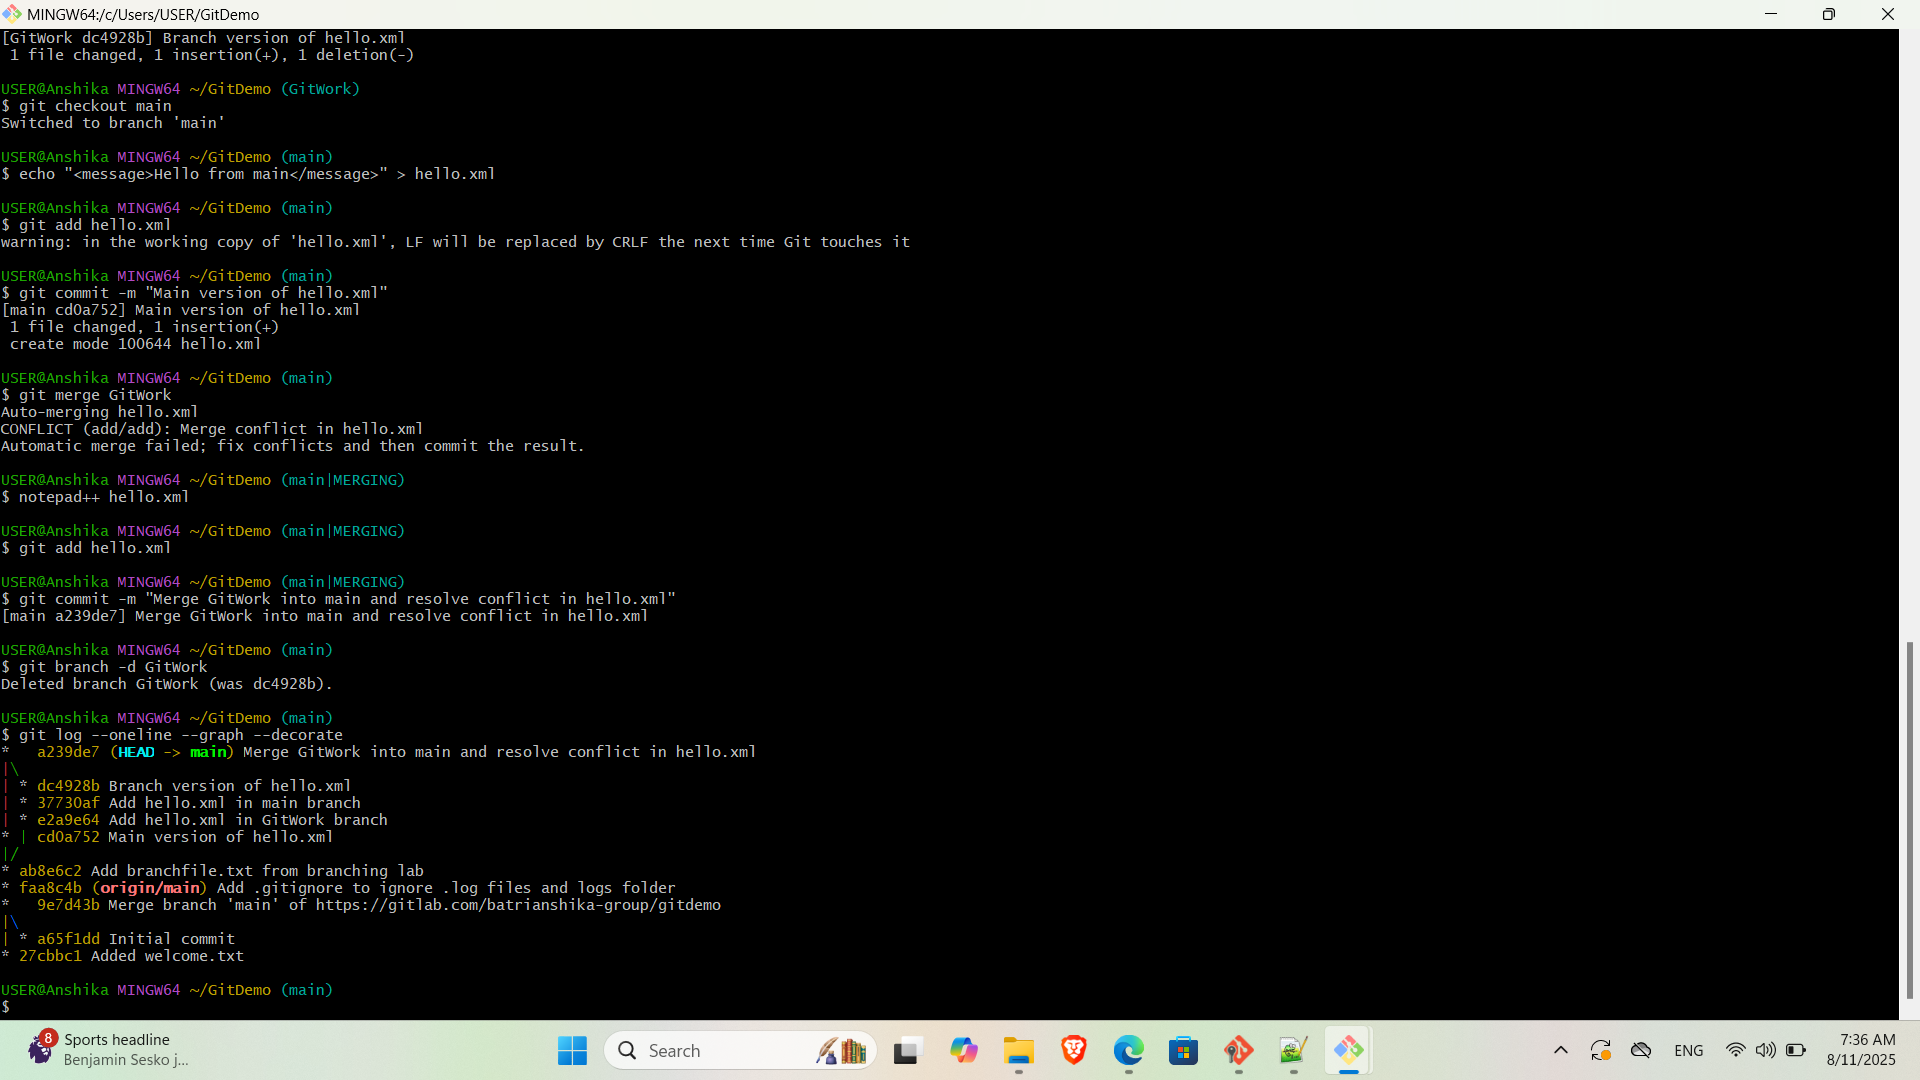 MINGW64:/c/Users/USER/GitDemo
[GitWork dc4928b] Branch version of hello.xml
 1 file changed, 1 insertion(+), 1 deletion(-)
USER@Anshika MINGW64 ~/GitDemo (GitWork)
$ git checkout main
Switched to branch 'main'
USER@Anshika MINGW64 ~/GitDemo (main)
$ echo "<message>Hello from main</message>" > hello.xml
USER@Anshika MINGW64 ~/GitDemo (main)
$ git add hello.xml
warning: in the working copy of 'hello.xml', LF will be replaced by CRLF the next time Git touches it
USER@Anshika MINGW64 ~/GitDemo (main)
$ git commit -m "Main version of hello.xml"
[main cd0a752] Main version of hello.xml
 1 file changed, 1 insertion(+)
 create mode 100644 hello.xml
USER@Anshika MINGW64 ~/GitDemo (main)
$ git merge GitWork
Auto-merging hello.xml
CONFLICT (add/add): Merge conflict in hello.xml
Automatic merge failed; fix conflicts and then commit the result.
USER@Anshika MINGW64 ~/GitDemo (main|MERGING)
$ notepad++ hello.xml
USER@Anshika MINGW64 ~/GitDemo (main|MERGING)
$ git add hello.xml
USER@Anshika MINGW64 ~/GitDemo (main|MERGING)
$ git commit -m "Merge GitWork into main and resolve conflict in hello.xml"
[main a239de7] Merge GitWork into main and resolve conflict in hello.xml
USER@Anshika MINGW64 ~/GitDemo (main)
$ git branch -d GitWork
Deleted branch GitWork (was dc4928b).
USER@Anshika MINGW64 ~/GitDemo (main)
$ git log --oneline --graph --decorate
*   a239de7 (HEAD -> main) Merge GitWork into main and resolve conflict in hello.xml
|\
| * dc4928b Branch version of hello.xml
| * 37730af Add hello.xml in main branch
| * e2a9e64 Add hello.xml in GitWork branch
* | cd0a752 Main version of hello.xml
|/
* ab8e6c2 Add branchfile.txt from branching lab
* faa8c4b (origin/main) Add .gitignore to ignore .log files and logs folder
*   9e7d43b Merge branch 'main' of https://gitlab.com/batrianshika-group/gitdemo
|\
| * a65f1dd Initial commit
* 27cbbc1 Added welcome.txt
USER@Anshika MINGW64 ~/GitDemo (main)
$
8
Sports headline
Benjamin Sesko j...
Search
ENG
7:36 AM
8/11/2025